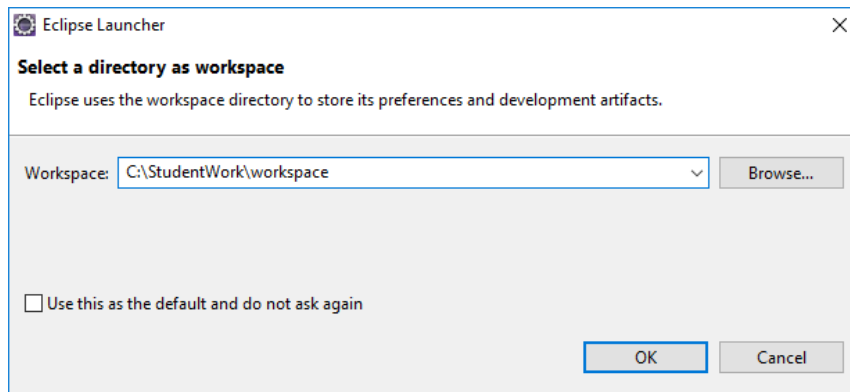 Eclipse Launcher
Select a directory as workspace
Eclipse uses the workspace directory to store its preferences and development artifacts.
Workspace: C:\StudentWork\workspace Browse...
Use this as the default and do not ask again
OK Cancel